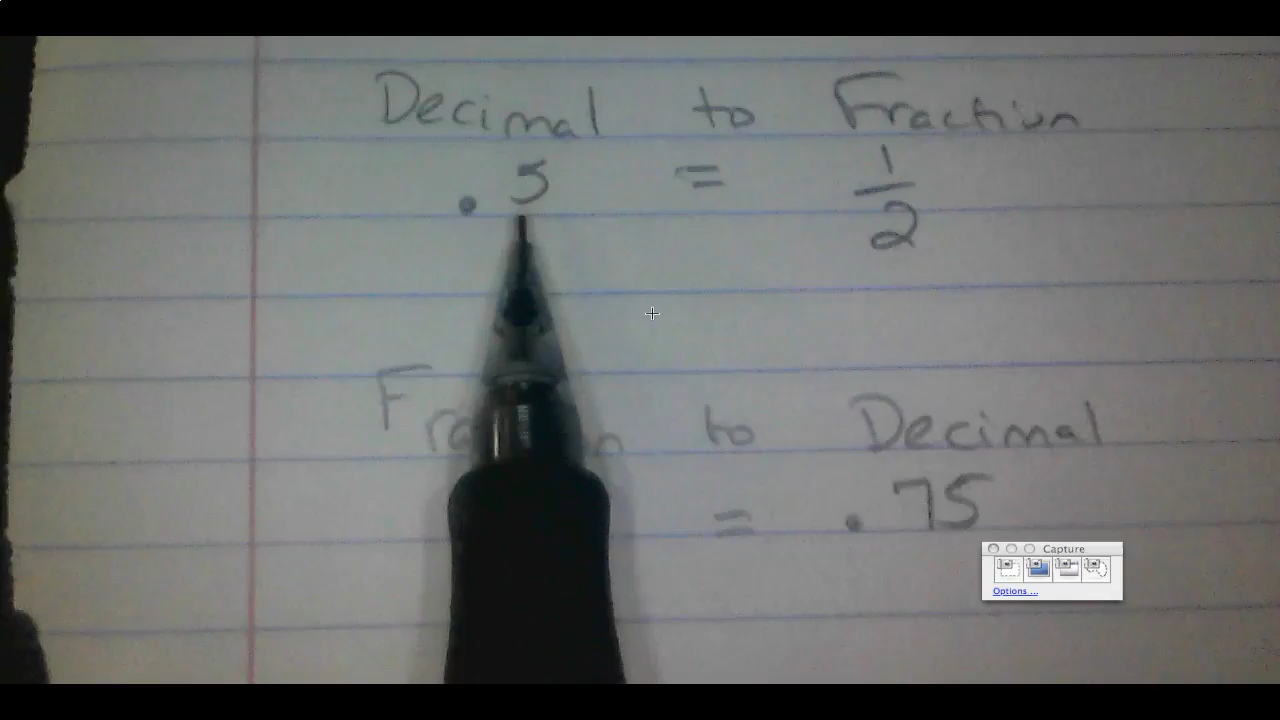 Decimal to Fraction
.5 = 1/2
to Decimal
= .75
Capture
Options ...